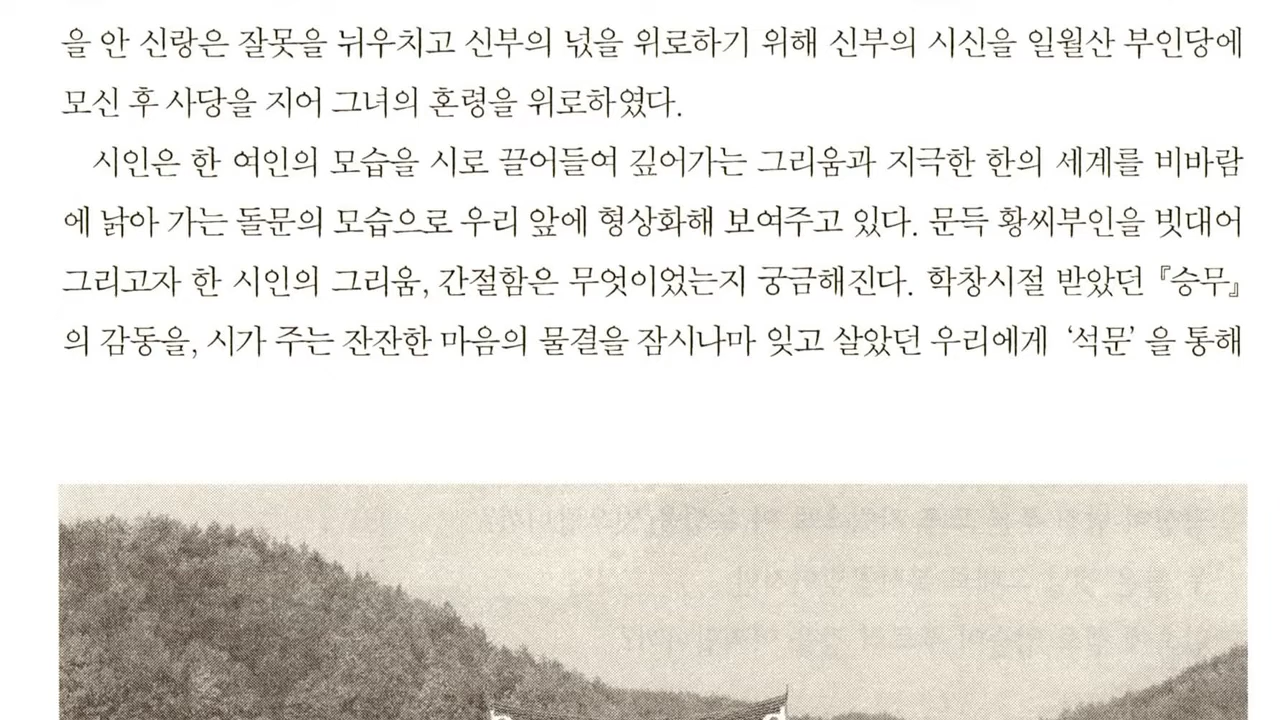 을 안 신랑은 잘못을 뉘우치고 신부의 넋을 위로하기 위해 신부의 시신을 일월산 부인당에
모신 후 사당을 지어 그녀의 혼령을 위로하였다.
시인은 한 여인의 모습을 시로 끌어들여 깊어가는 그리움과 지극한 한의 세계를 비바람
에 낡아 가는 돌문의 모습으로 우리 앞에 형상화해 보여주고 있다. 문득 황씨부인을 빗대어
그리고자 한 시인의 그리움, 간절함은 무엇이었는지 궁금해진다. 학창시절 받았던 『승무』
의 감동을, 시가 주는 잔잔한 마음의 물결을 잠시나마 잊고 살았던 우리에게 ‘석문’ 을 통해